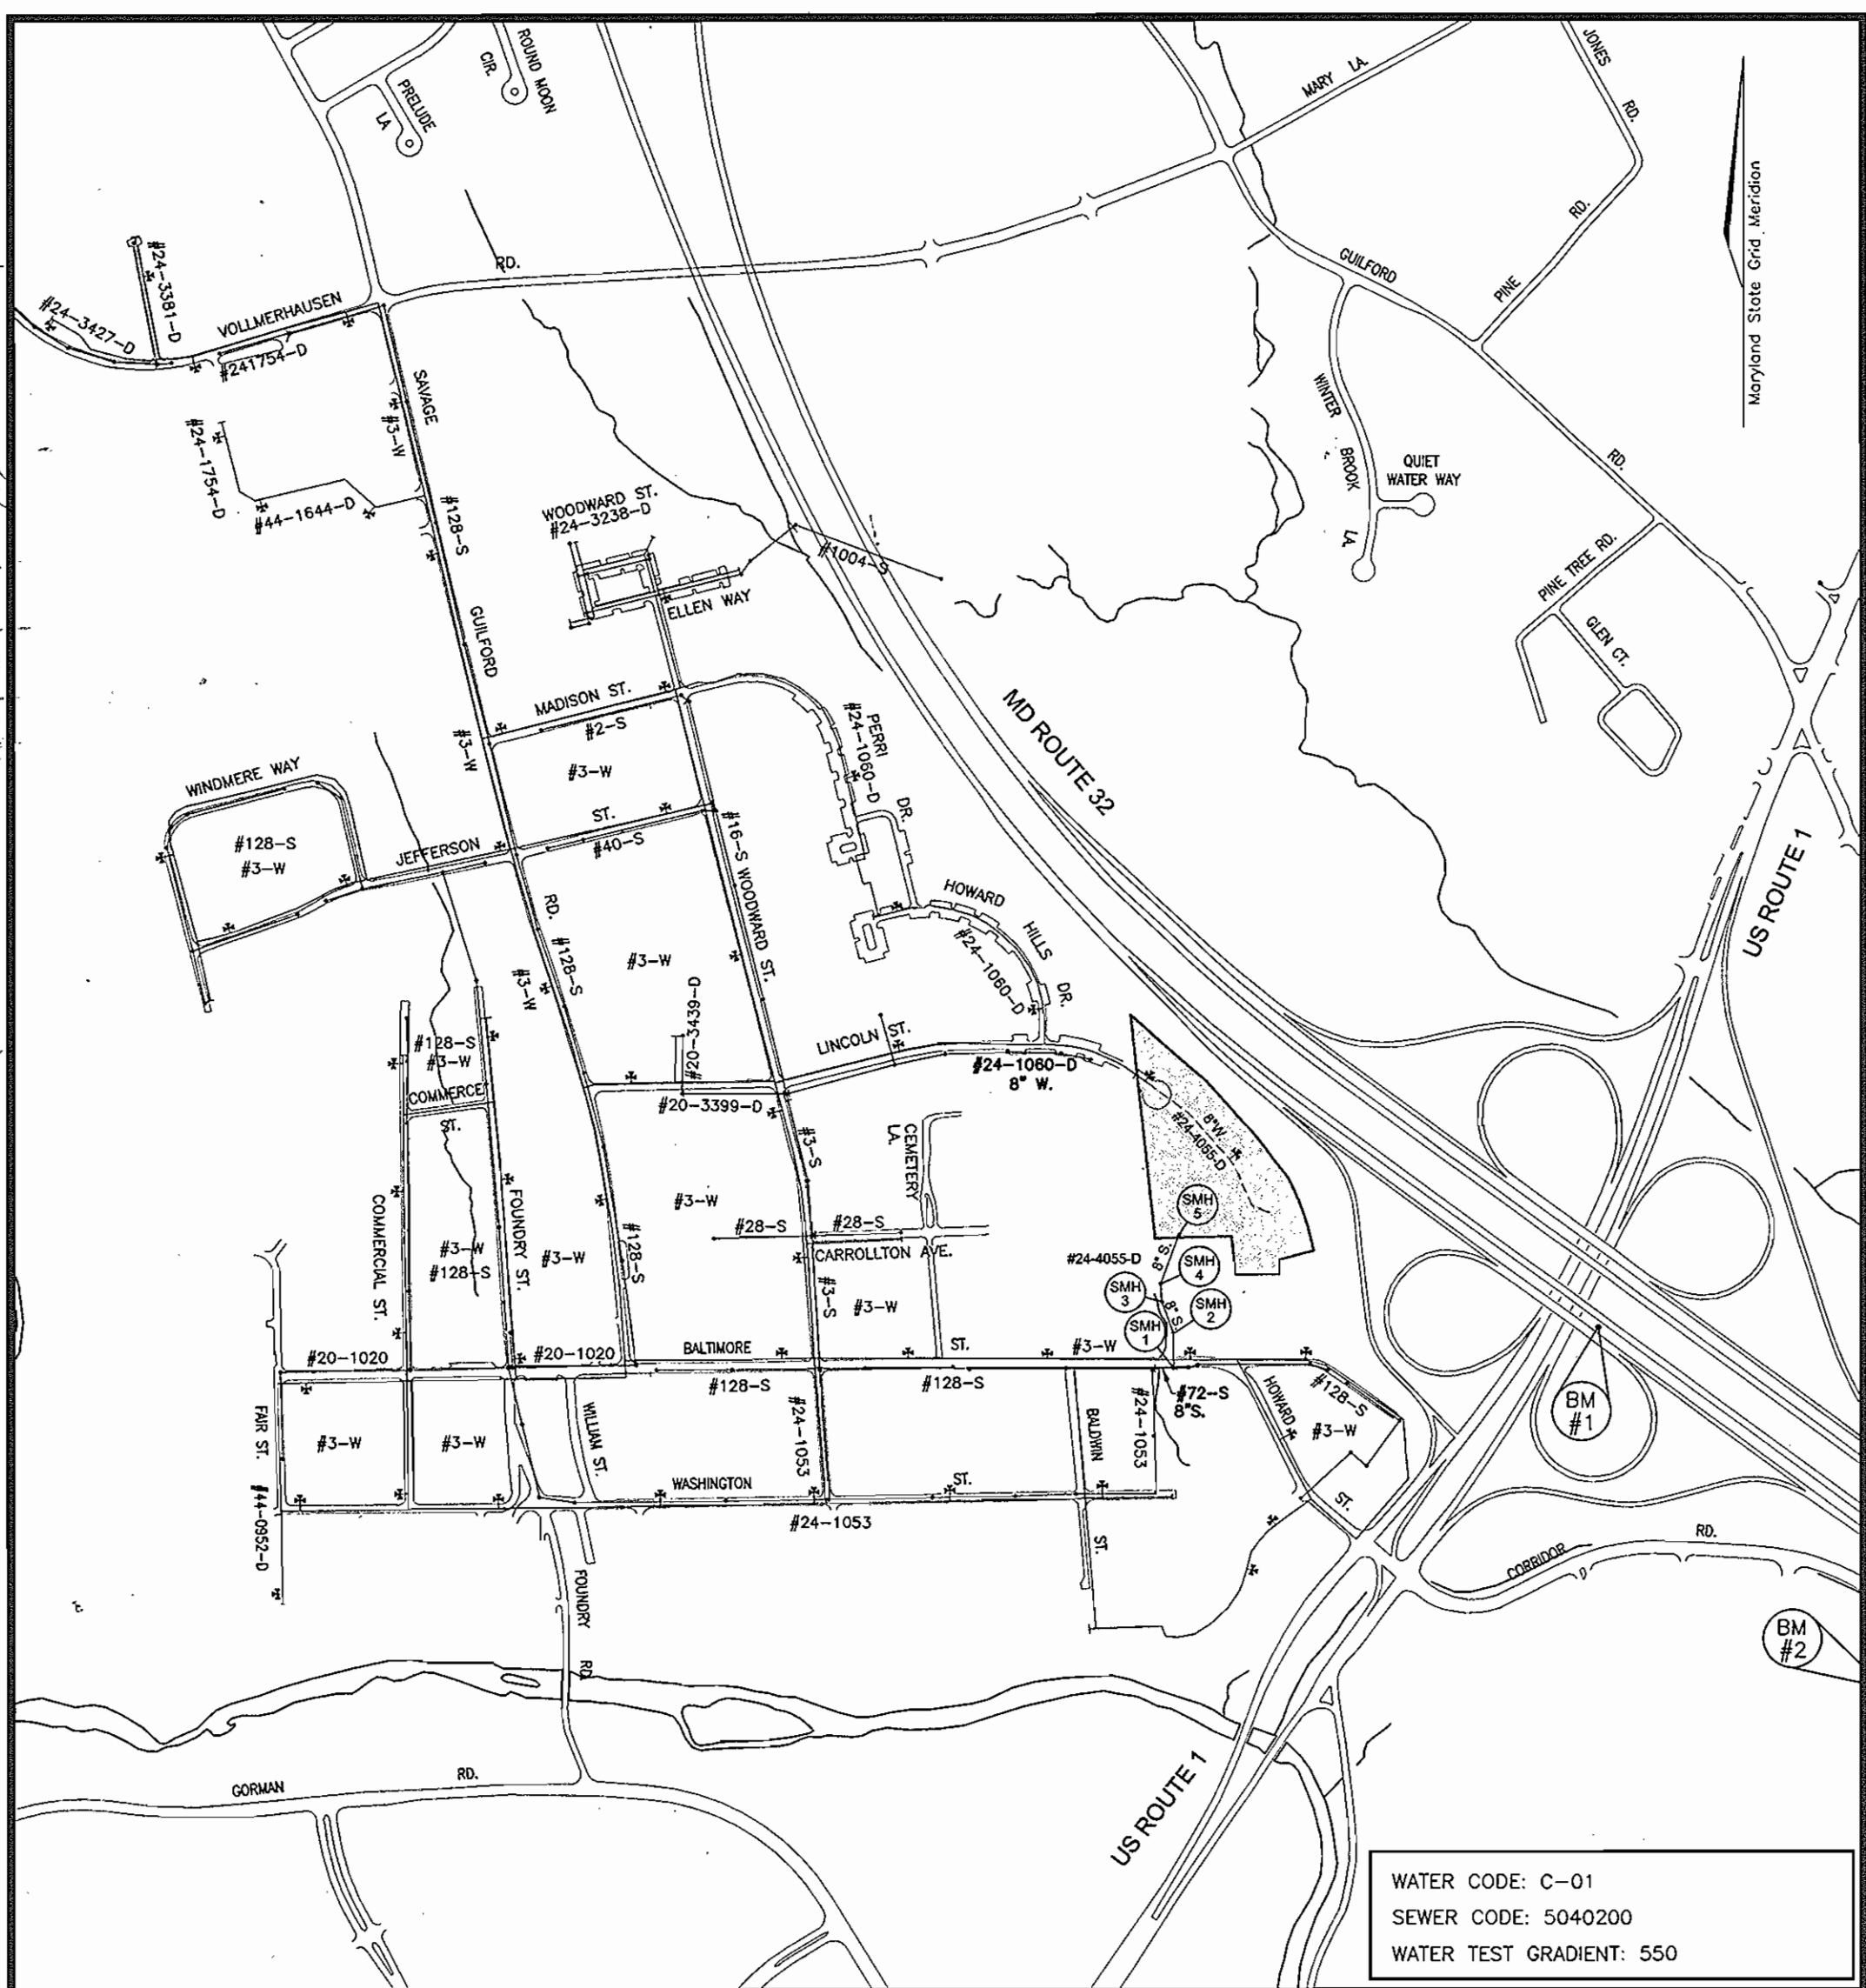 ROUND MOON
CIR.
PRELUDE
LA
MARY LA.
JONES
RD.
Maryland State Grid Meridian
RD.
#24-3381-D
#24-3427-D
VOLLMERHAUSEN
#241754-D
RD.
GUILFORD
PINE
SAVAGE
#3-W
#24-1754-D
#44-1644-D
#128-S
WINTER
BROOK
LA.
QUIET
WATER WAY
RD.
WOODWARD ST.
#24-3238-D
#1004-S
ELLEN WAY
PINE TREE RD.
GLEN CT.
GUILFORD
MADISON ST.
#2-S
#3-W
#3-W
PERRI
#24-1060-D
DR.
MD ROUTE 32
WINDMERE WAY
#128-S
#3-W
JEFFERSON
ST.
#40-S
#16-S WOODWARD ST.
US ROUTE 1
HOWARD
HILLS
DR.
#24-1060-D
RD.
#128-S
#3-W
#3-W
#20-3439-D
LINCOLN ST.
#24-1060-D
8" W.
#128-S
#3-W
COMMERCE
ST.
#20-3399-D
#3-S
CEMETERY
LA.
8"W.
#24-4055-D
#3-W
#28-S
#28-S
CARROLLTON AVE.
COMMERCIAL ST.
FOUNDRY ST.
#3-W
#128-S
#3-W
#128-S
#3-S
#3-W
SMH
5
#24-4055-D
8" S.
SMH
4
SMH
3
8" S.
SMH
2
SMH
1
#20-1020
#20-1020
BALTIMORE
ST.
#3-W
#128-S
#128-S
#72-S
8"S.
HOWARD
#128-S
#3-W
ST.
BM
#1
FAIR ST.
#3-W
#3-W
WILLIAM ST.
#24-1053
BALDWIN
#24-1053
WASHINGTON
ST.
#24-1053
ST.
#44-0952-D
CORRIDOR
RD.
BM
#2
FOUNDRY
RD.
GORMAN
RD.
US ROUTE 1
WATER CODE: C-01
SEWER CODE: 5040200
WATER TEST GRADIENT: 550